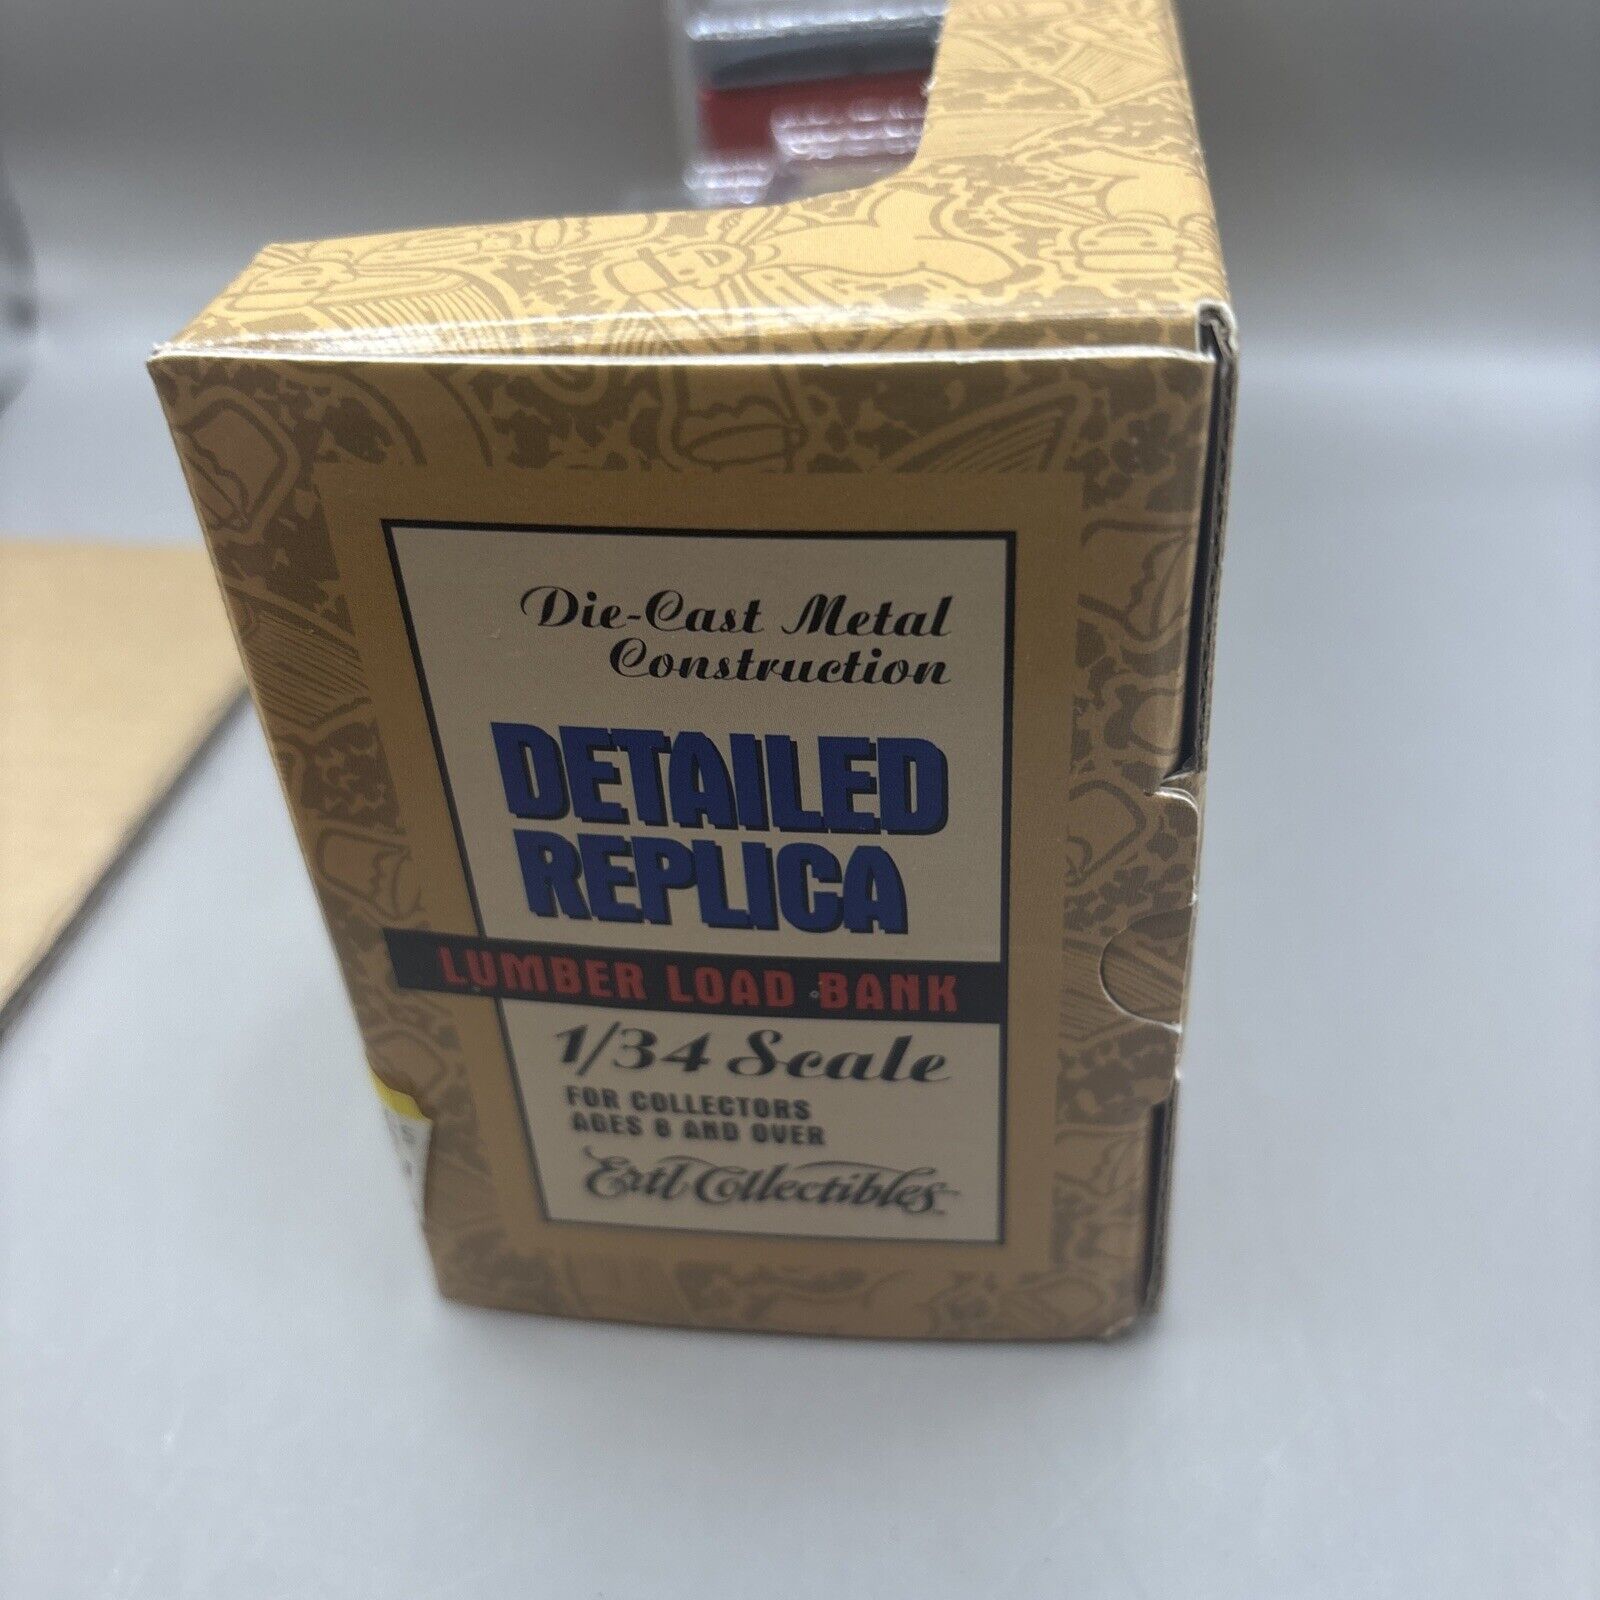 Die-Cast Metal
Construction
DETAILED
REPLICA
LUMBER LOAD BANK
1/34 Scale
FOR COLLECTORS
AGES 8 AND OVER
Ertl Collectibles